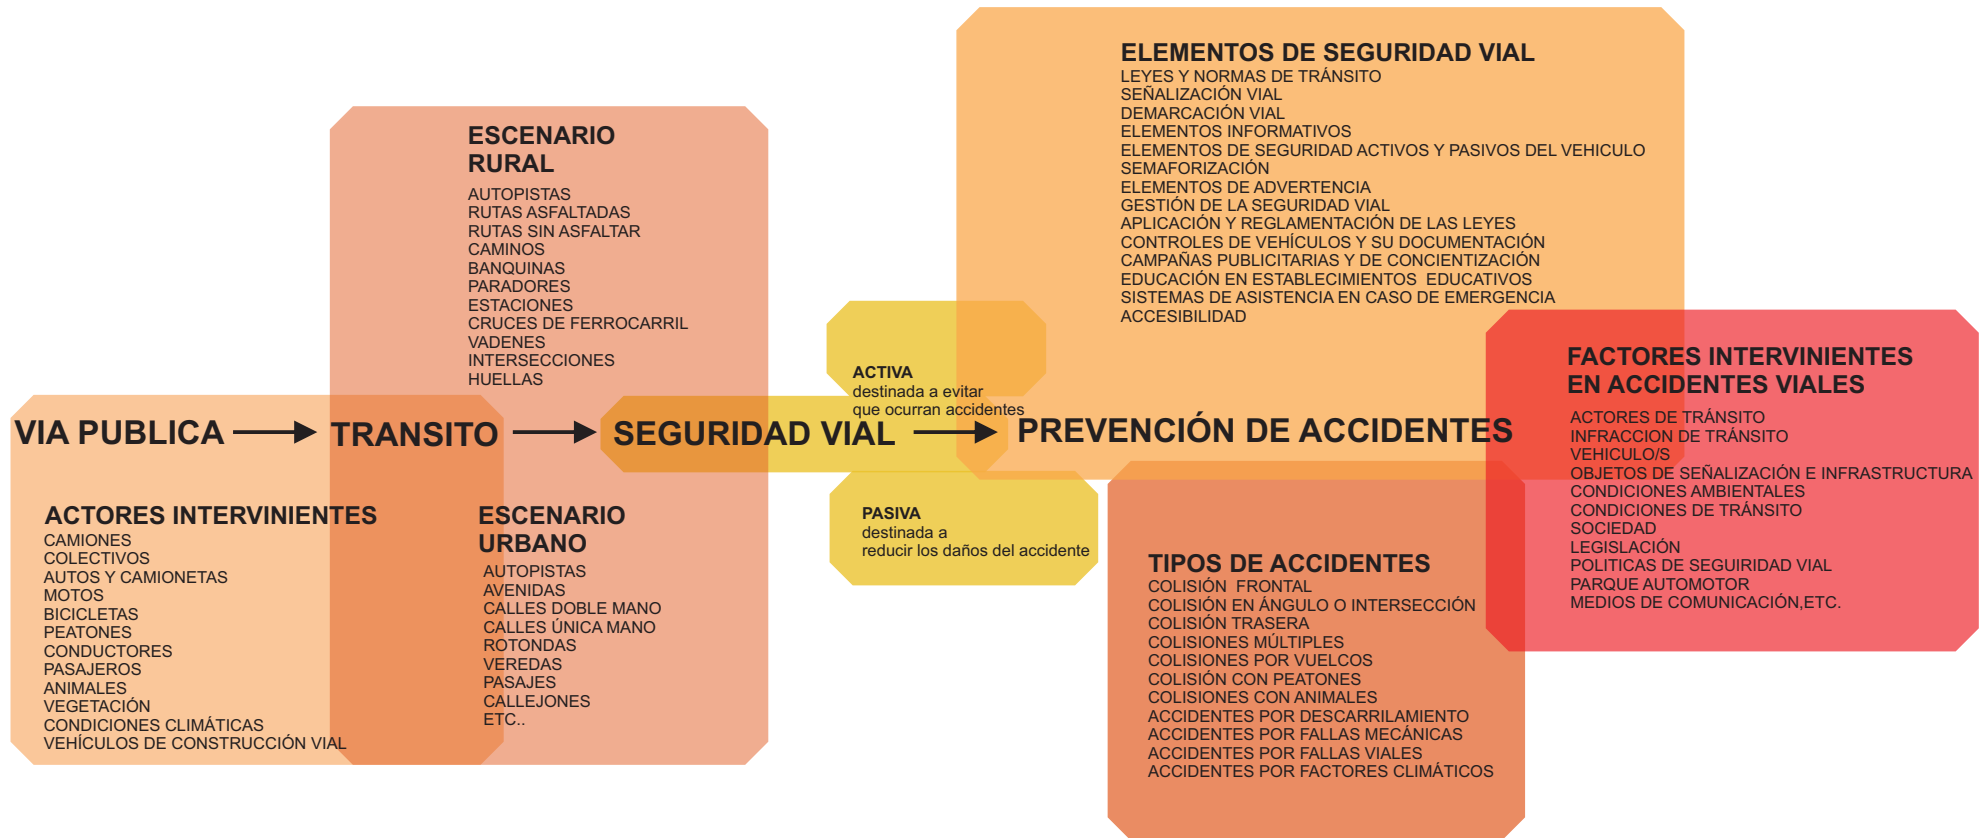 VIA PUBLICA
ACTORES INTERVINIENTES
CAMIONES
COLECTIVOS
AUTOS Y CAMIONETAS
MOTOS
BICICLETAS
PEATONES
CONDUCTORES
PASAJEROS
ANIMALES
VEGETACIÓN
CONDICIONES CLIMÁTICAS
VEHÍCULOS DE CONSTRUCCIÓN VIAL
TRANSITO
ESCENARIO
RURAL
AUTOPISTAS
RUTAS ASFALTADAS
RUTAS SIN ASFALTAR
CAMINOS
BANQUINAS
PARADORES
ESTACIONES
CRUCES DE FERROCARRIL
VADENES
INTERSECCIONES
HUELLAS
ESCENARIO
URBANO
AUTOPISTAS
AVENIDAS
CALLES DOBLE MANO
CALLES ÚNICA MANO
ROTONDAS
VEREDAS
PASAJES
CALLEJONES
ETC..
SEGURIDAD VIAL
ACTIVA
destinada a evitar
que ocurran accidentes
PASIVA
destinada a
reducir los daños del accidente
PREVENCIÓN DE ACCIDENTES
ELEMENTOS DE SEGURIDAD VIAL
LEYES Y NORMAS DE TRÁNSITO
SEÑALIZACIÓN VIAL
DEMARCACIÓN VIAL
ELEMENTOS INFORMATIVOS
ELEMENTOS DE SEGURIDAD ACTIVOS Y PASIVOS DEL VEHICULO
SEMAFORIZACIÓN
ELEMENTOS DE ADVERTENCIA
GESTIÓN DE LA SEGURIDAD VIAL
APLICACIÓN Y REGLAMENTACIÓN DE LAS LEYES
CONTROLES DE VEHÍCULOS Y SU DOCUMENTACIÓN
CAMPAÑAS PUBLICITARIAS Y DE CONCIENTIZACIÓN
EDUCACIÓN EN ESTABLECIMIENTOS EDUCATIVOS
SISTEMAS DE ASISTENCIA EN CASO DE EMERGENCIA
ACCESIBILIDAD
TIPOS DE ACCIDENTES
COLISIÓN FRONTAL
COLISIÓN EN ÁNGULO O INTERSECCIÓN
COLISIÓN TRASERA
COLISIONES MÚLTIPLES
COLISIONES POR VUELCOS
COLISIÓN CON PEATONES
COLISIONES CON ANIMALES
ACCIDENTES POR DESCARRILAMIENTO
ACCIDENTES POR FALLAS MECÁNICAS
ACCIDENTES POR FALLAS VIALES
ACCIDENTES POR FACTORES CLIMÁTICOS
FACTORES INTERVINIENTES
EN ACCIDENTES VIALES
ACTORES DE TRÁNSITO
INFRACCION DE TRÁNSITO
VEHICULO/S
OBJETOS DE SEÑALIZACIÓN E INFRASTRUCTURA
CONDICIONES AMBIENTALES
CONDICIONES DE TRÁNSITO
SOCIEDAD
LEGISLACIÓN
POLITICAS DE SEGUIRIDAD VIAL
PARQUE AUTOMOTOR
MEDIOS DE COMUNICACIÓN,ETC.